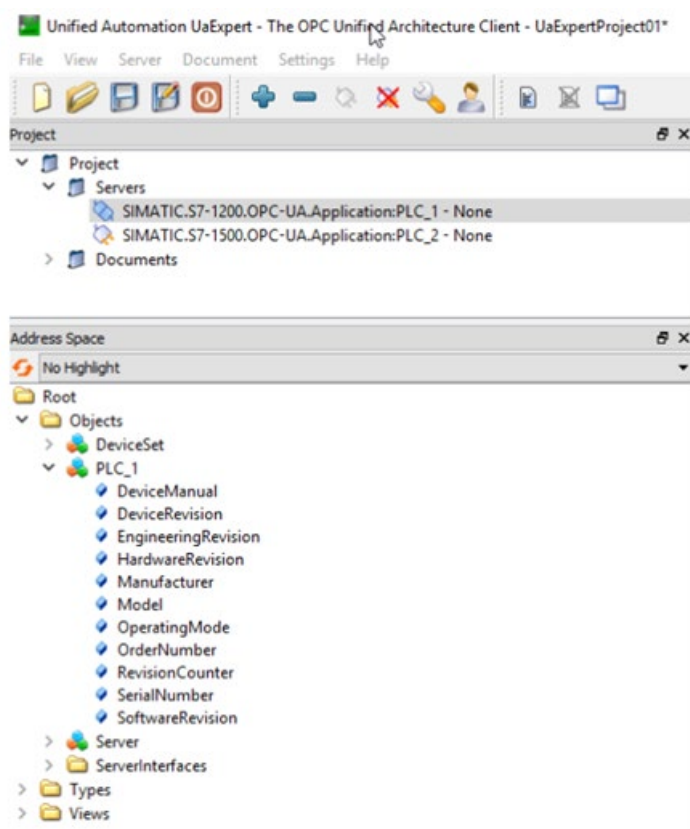 Unified Automation UaExpert - The OPC Unified Architecture Client - UaExpertProject01*
File View Server Document Settings Help
Project
Project
Servers
SIMATIC.S7-1200.OPC-UA.Application:PLC_1 - None
SIMATIC.S7-1500.OPC-UA.Application:PLC_2 - None
Documents
Address Space
No Highlight
Root
Objects
DeviceSet
PLC_1
DeviceManual
DeviceRevision
EngineeringRevision
HardwareRevision
Manufacturer
Model
OperatingMode
OrderNumber
RevisionCounter
SerialNumber
SoftwareRevision
Server
ServerInterfaces
Types
Views